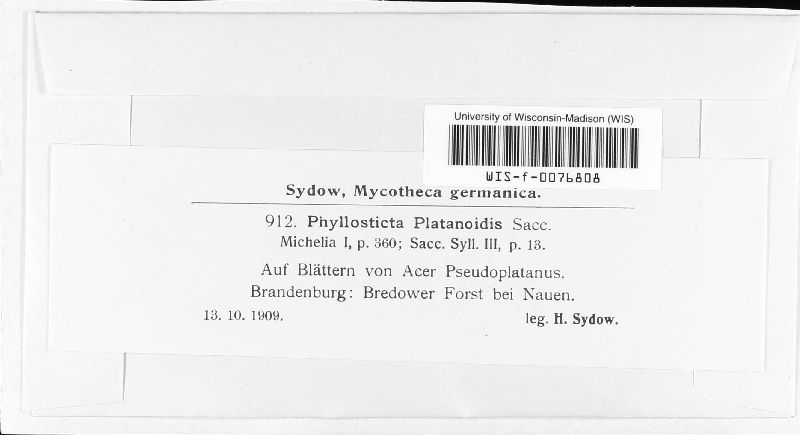 University of Wisconsin-Madison (WIS)
WIS-f-0076808
Sydow, Mycotheca germanica.
912. Phyllosticta Platanoidis Sacc.
Michelia I, p. 360; Sacc. Syll. III, p. 13.
Auf Blättern von Acer Pseudoplatanus.
Brandenburg: Bredower Forst bei Nauen.
13. 10. 1909. leg. H. Sydow.